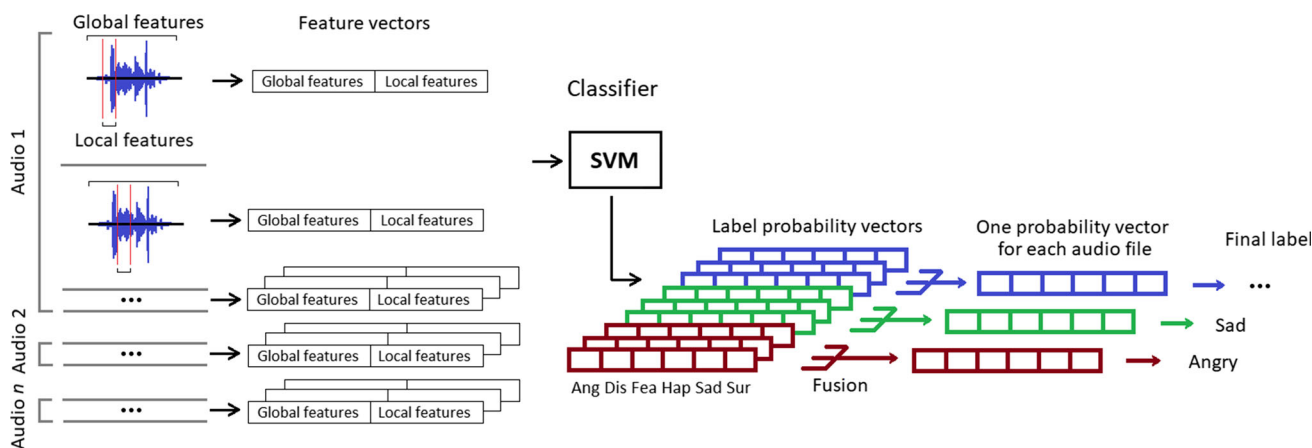 Global features
Feature vectors
Audio 1
Global features Local features
Local features
Global features Local features
•••
Global features Local features
Audio 2
•••
Global features Local features
Audio n
•••
Global features Local features
Classifier
SVM
Label probability vectors
One probability vector
for each audio file
Final label
•••
Sad
Angry
Ang Dis Fea Hap Sad Sur
Fusion